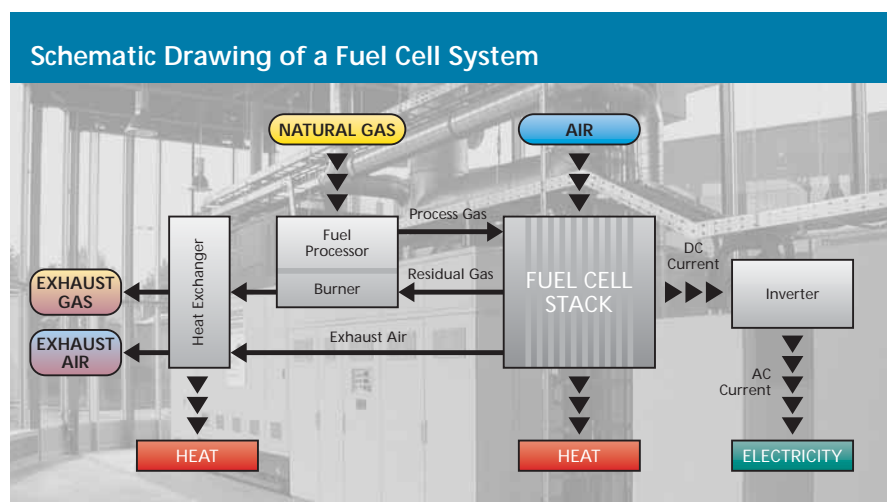 Schematic Drawing of a Fuel Cell System
NATURAL GAS
AIR
Process Gas
Fuel
Processor
Heat Exchanger
DC
Current
FUEL CELL
STACK
Residual Gas
Burner
Inverter
EXHAUST
GAS
Exhaust Air
EXHAUST
AIR
AC
Current
HEAT
HEAT
ELECTRICITY